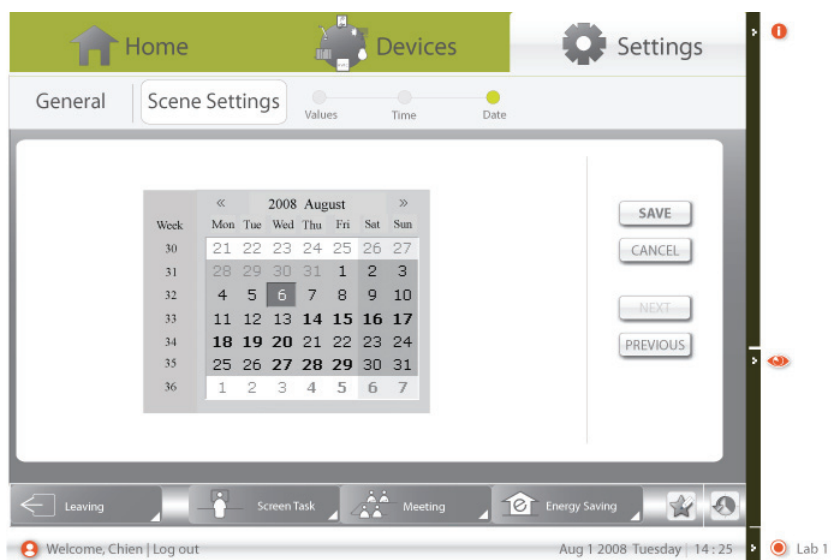 Home Devices Settings
General Scene Settings Values Time Date
« 2008 August »
Week Mon Tue Wed Thu Fri Sat Sun
30 21 22 23 24 25 26 27
31 28 29 30 31 1 2 3
32 4 5 6 7 8 9 10
33 11 12 13 14 15 16 17
34 18 19 20 21 22 23 24
35 25 26 27 28 29 30 31
36 1 2 3 4 5 6 7
SAVE
CANCEL
NEXT
PREVIOUS
Leaving Screen Task Meeting Energy Saving
Welcome, Chien | Log out Aug 1 2008 Tuesday | 14:25 Lab 1